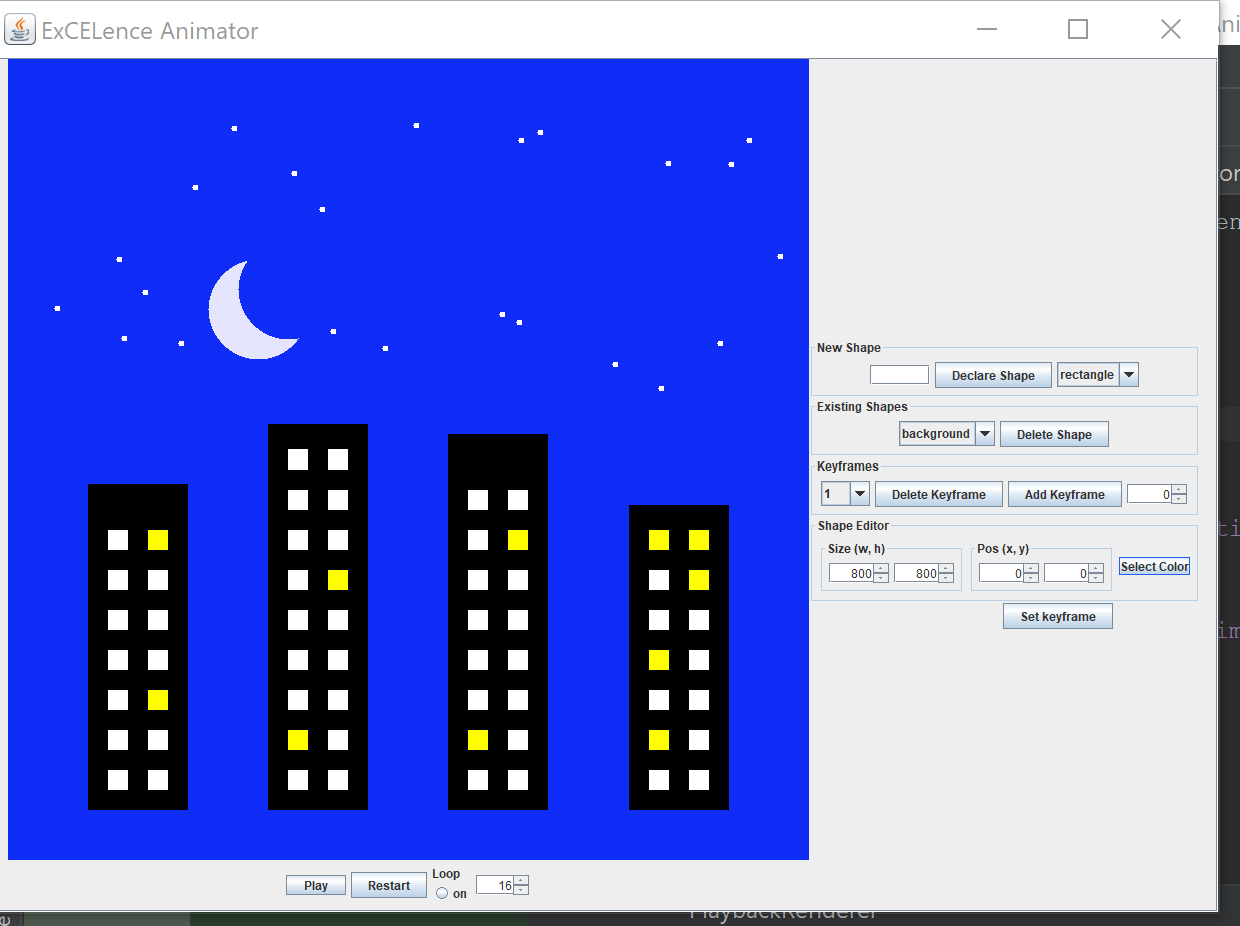 ExCELence Animator
New Shape
Declare Shape rectangle
Existing Shapes
background Delete Shape
Keyframes
1 Delete Keyframe Add Keyframe 0
Shape Editor
Size (w, h) Pos (x, y)
800 800 0 0 Select Color
Set keyframe
Play Restart Loop on 16
PlaybackRenderer